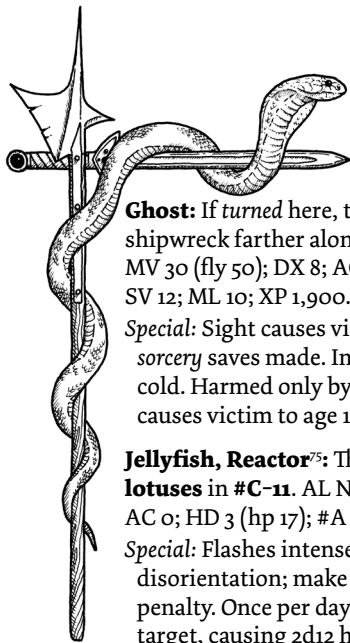 Ghost: If turned here, t
shipwreck farther alon
MV 30 (fly 50); DX 8; AC
SV 12; ML 10; XP 1,900.
Special: Sight causes vi
sorcery saves made. In
cold. Harmed only by
causes victim to age 1
Jellyfish, Reactor75: Th
lotuses in #C–11. AL N
AC 0; HD 3 (hp 17); #A
Special: Flashes intense
disorientation; make
penalty. Once per day
target, causing 2d12 h